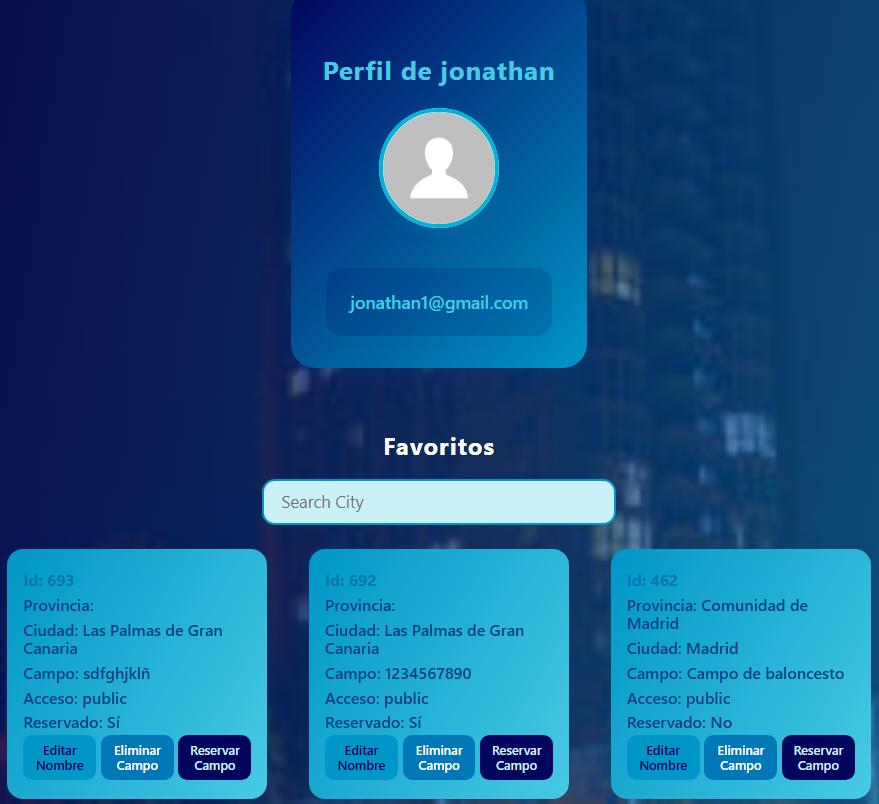 Perfil de jonathan
jonathan1@gmail.com
Favoritos
Search City
Id: 693
Provincia:
Ciudad: Las Palmas de Gran
Canaria
Campo: sdfghjklñ
Acceso: public
Reservado: Sí
Editar
Nombre
Eliminar
Campo
Reservar
Campo
Id: 692
Provincia:
Ciudad: Las Palmas de Gran
Canaria
Campo: 1234567890
Acceso: public
Reservado: Sí
Editar
Nombre
Eliminar
Campo
Reservar
Campo
Id: 462
Provincia: Comunidad de
Madrid
Ciudad: Madrid
Campo: Campo de baloncesto
Acceso: public
Reservado: No
Editar
Nombre
Eliminar
Campo
Reservar
Campo